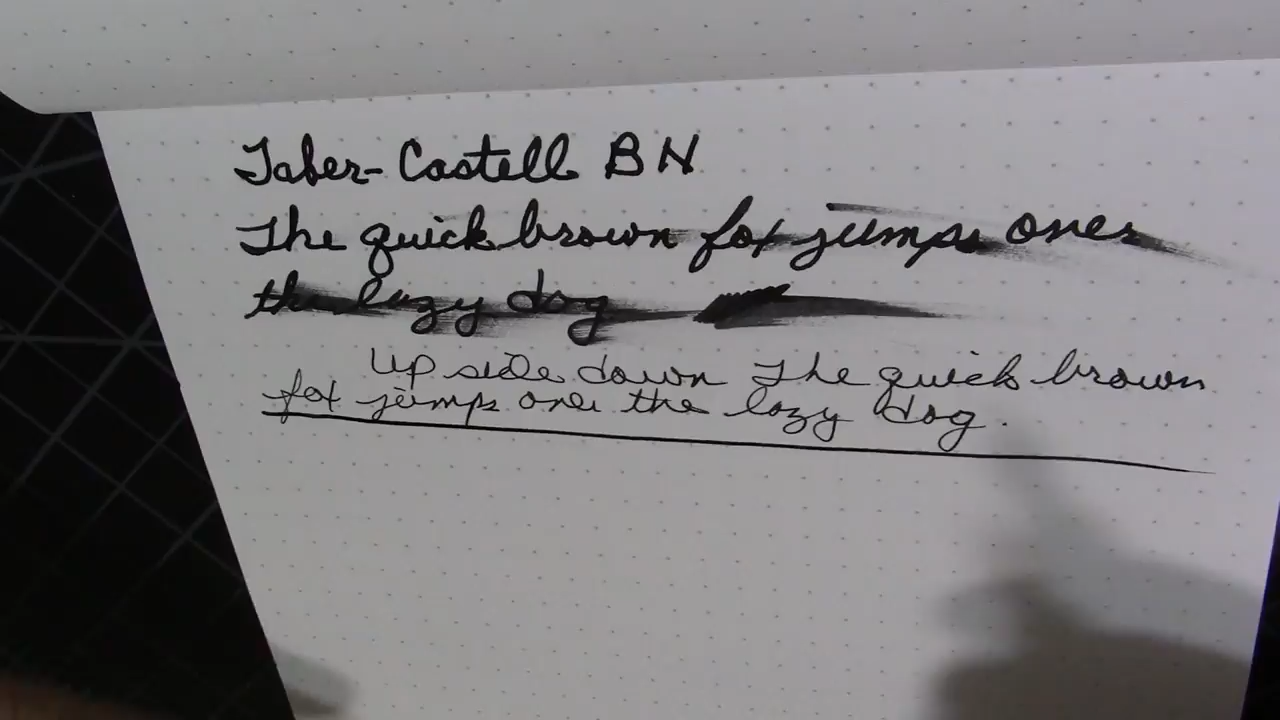 Faber-Castell BN
The quick brown fox jumps over
the lazy dog
Up side down The quick brown
fox jumps over the lazy dog.